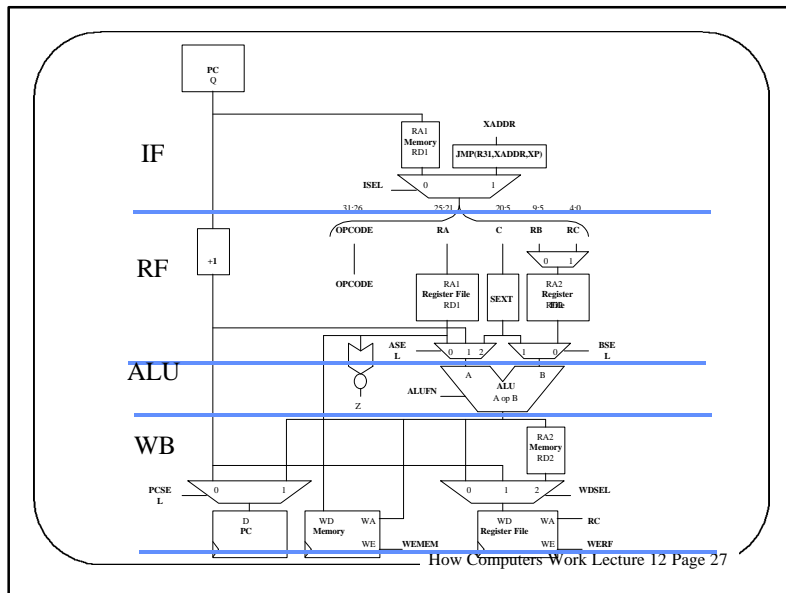 PC
Q
IF
RA1
Memory
RD1
XADDR
JMP(R31,XADDR,XP)
ISEL
0 1
31:26 25:21 20:5 9:5 4:0
OPCODE RA C RB RC
RF
+1
0 1
OPCODE
RA1
Register File
RD1
SEXT
RA2
Register
File
ASE
L
0 1 2
1 0
BSE
L
ALU
A B
ALU
A op B
ALUFN
Z
WB
RA2
Memory
RD2
PCSE
L
0 1
0 1 2
WDSEL
D
PC
WD WA
Memory
WE
WEMEM
WD WA
Register File
WE
RC
WERF
How Computers Work Lecture 12 Page 27